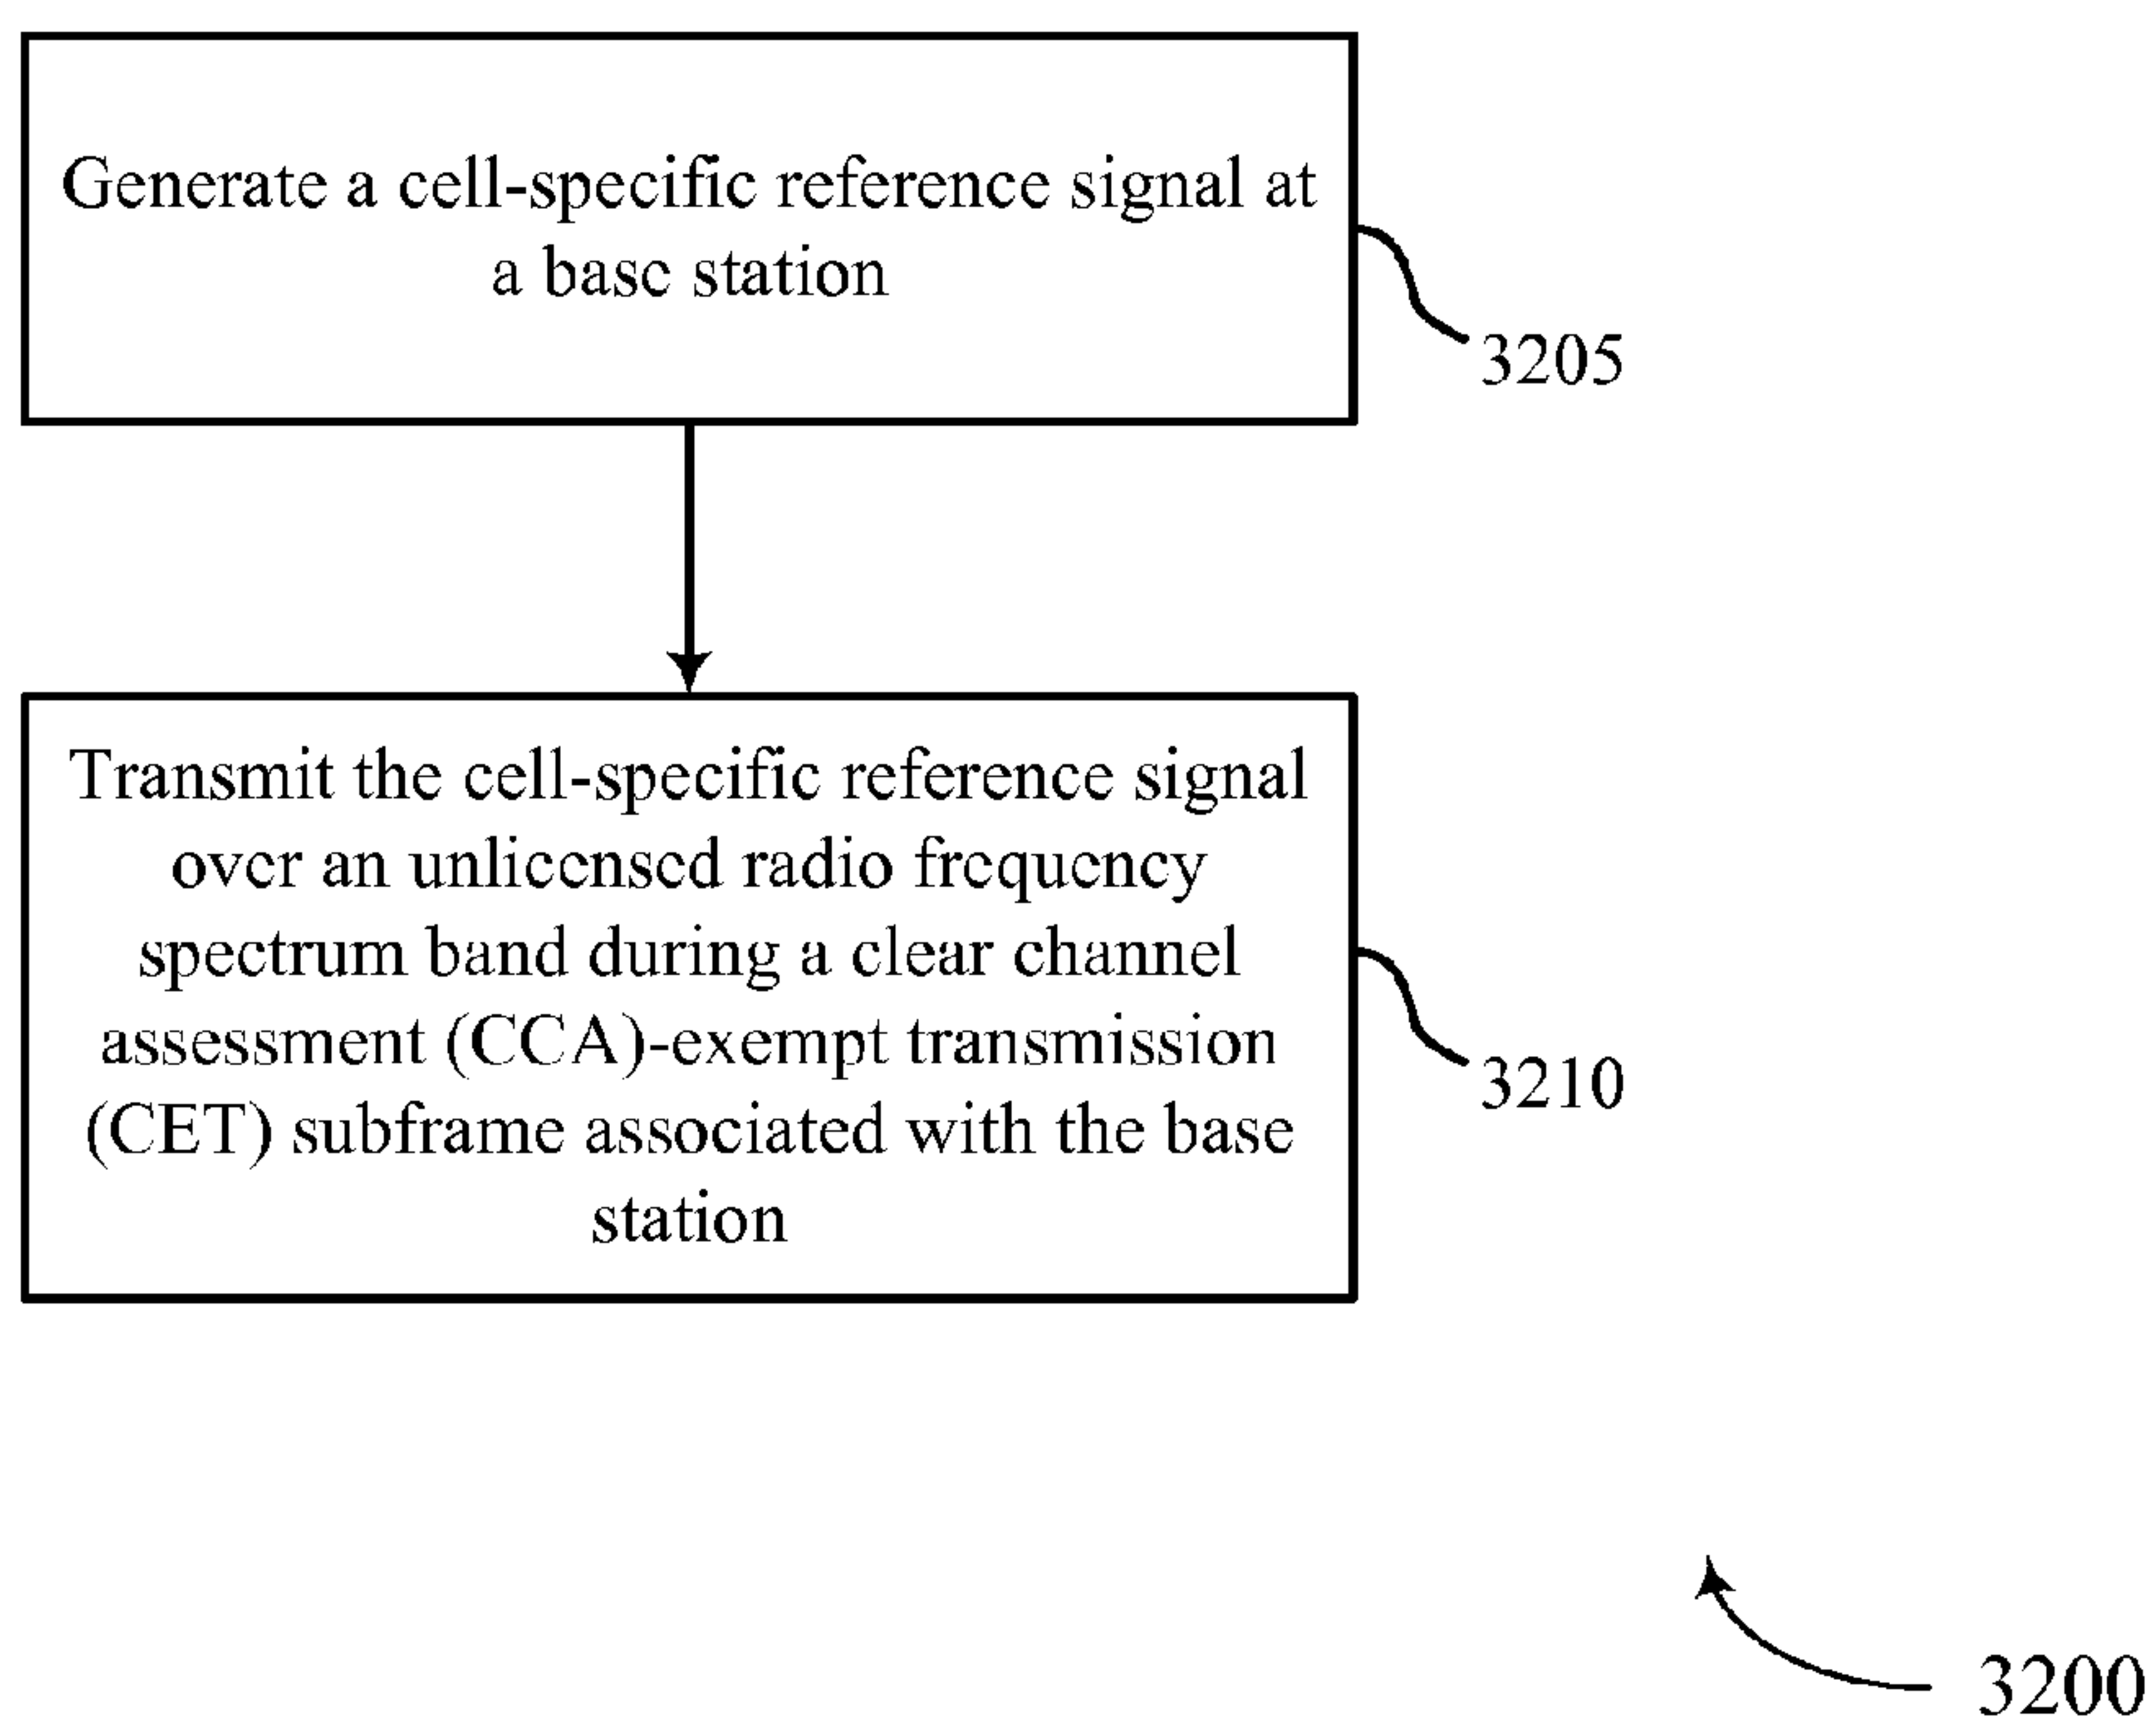 Generate a cell-specific reference signal at
a base station
3205
Transmit the cell-specific reference signal
over an unlicensed radio frequency
spectrum band during a clear channel
assessment (CCA)-exempt transmission
(CET) subframe associated with the base
station
3210
3200